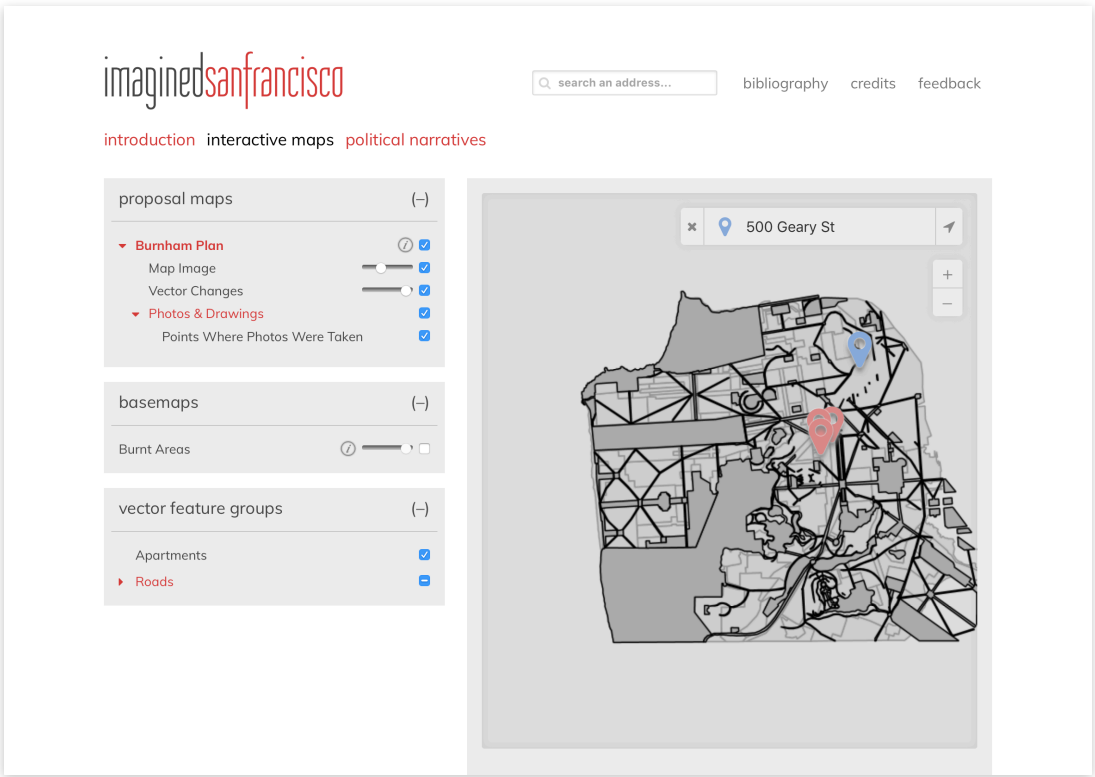 imaginedsanfrancisco
search an address...
bibliography credits feedback
introduction interactive maps political narratives
proposal maps (–)
Burnham Plan i
Map Image
Vector Changes
Photos & Drawings
Points Where Photos Were Taken
basemaps (–)
Burnt Areas i
vector feature groups (–)
Apartments
Roads
500 Geary St
+
–